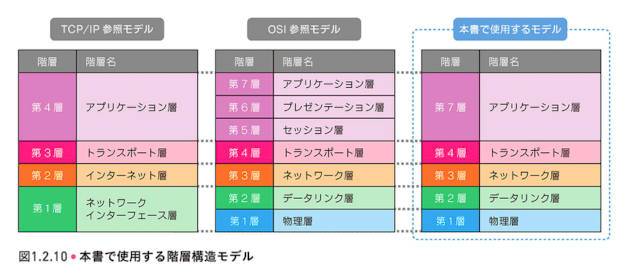 TCP/IP 参照モデル
階層 階層名
第4層 アプリケーション層
第3層 トランスポート層
第2層 インターネット層
第1層 ネットワーク
インターフェース層
OSI 参照モデル
階層 階層名
第7層 アプリケーション層
第6層 プレゼンテーション層
第5層 セッション層
第4層 トランスポート層
第3層 ネットワーク層
第2層 データリンク層
第1層 物理層
本書で使用するモデル
階層 階層名
第7層 アプリケーション層
第4層 トランスポート層
第3層 ネットワーク層
第2層 データリンク層
第1層 物理層
図1.2.10 • 本書で使用する階層構造モデル